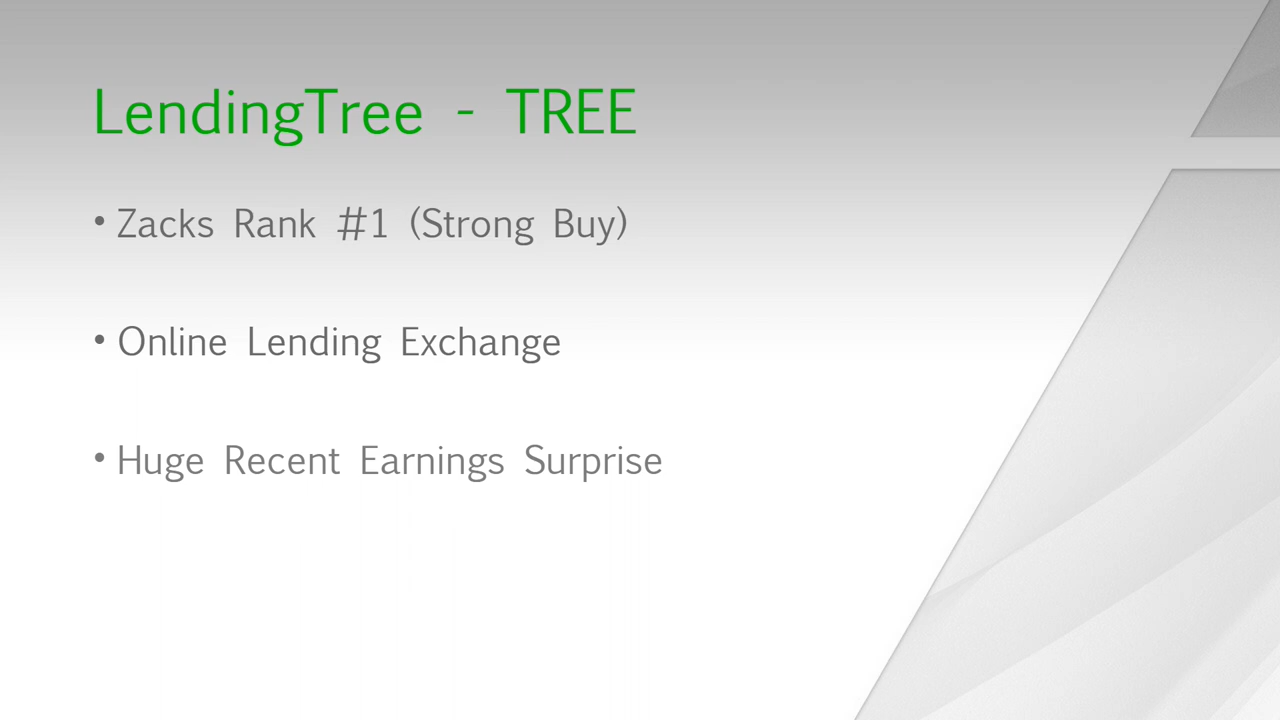 LendingTree - TREE
• Zacks Rank #1 (Strong Buy)
• Online Lending Exchange
• Huge Recent Earnings Surprise